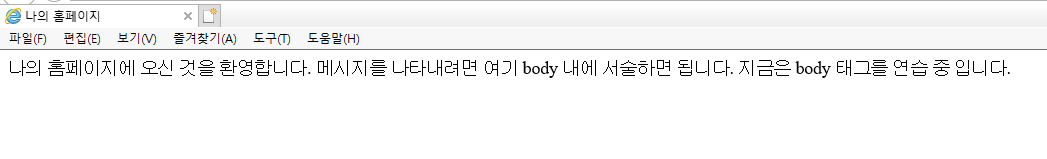 나의 홈페이지
파일(F) 편집(E) 보기(V) 즐겨찾기(A) 도구(T) 도움말(H)
나의 홈페이지에 오신 것을 환영합니다. 메시지를 나타내려면 여기 body 내에 서술하면 됩니다. 지금은 body 태그를 연습 중 입니다.